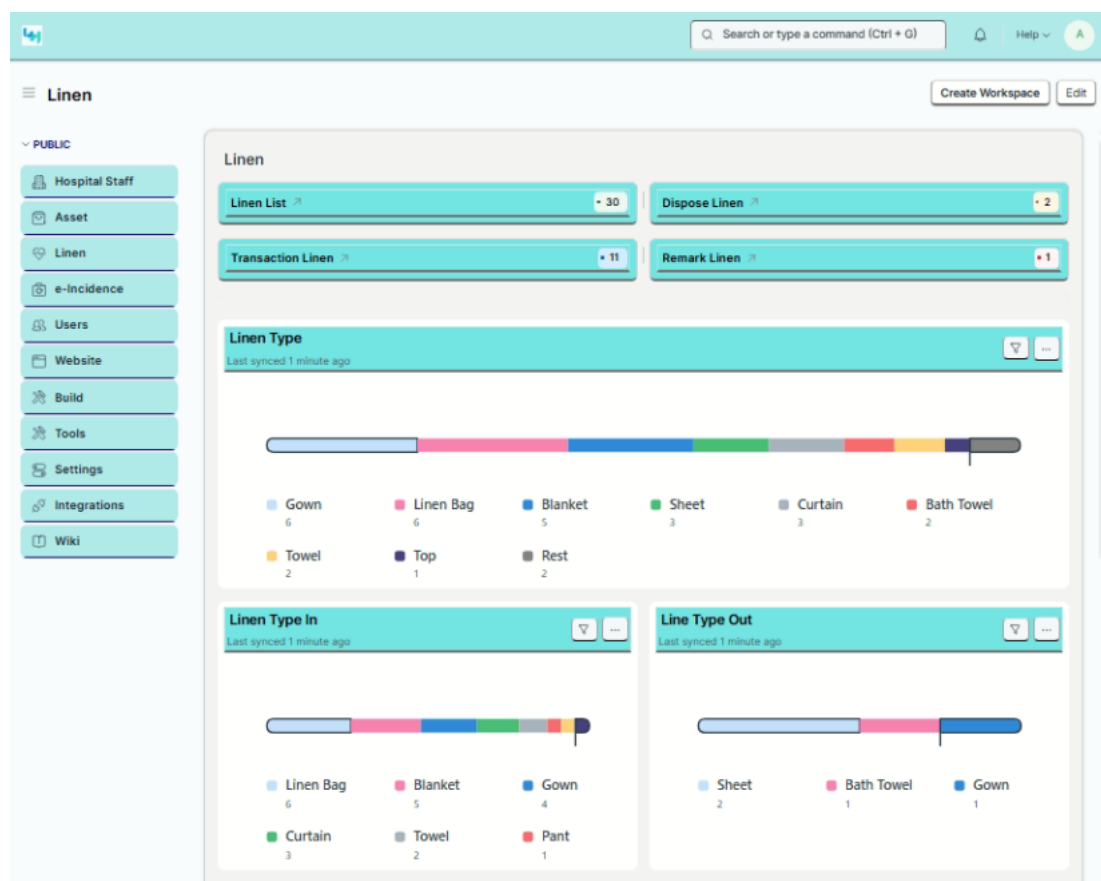 Search or type a command (Ctrl + G)
Help
A
Linen
Create Workspace
Edit
PUBLIC
Hospital Staff
Asset
Linen
e-Incidence
Users
Website
Build
Tools
Settings
Integrations
Wiki
Linen
Linen List 30
Dispose Linen 2
Transaction Linen 11
Remark Linen 1
Linen Type
Last synced 1 minute ago
Gown Linen Bag Blanket Sheet Curtain Bath Towel
6 6 5 3 3 2
Towel Top Rest
2 1 2
Linen Type In
Last synced 1 minute ago
Linen Bag Blanket Gown
6 5 4
Curtain Towel Pant
3 2 1
Line Type Out
Last synced 1 minute ago
Sheet Bath Towel Gown
2 1 1